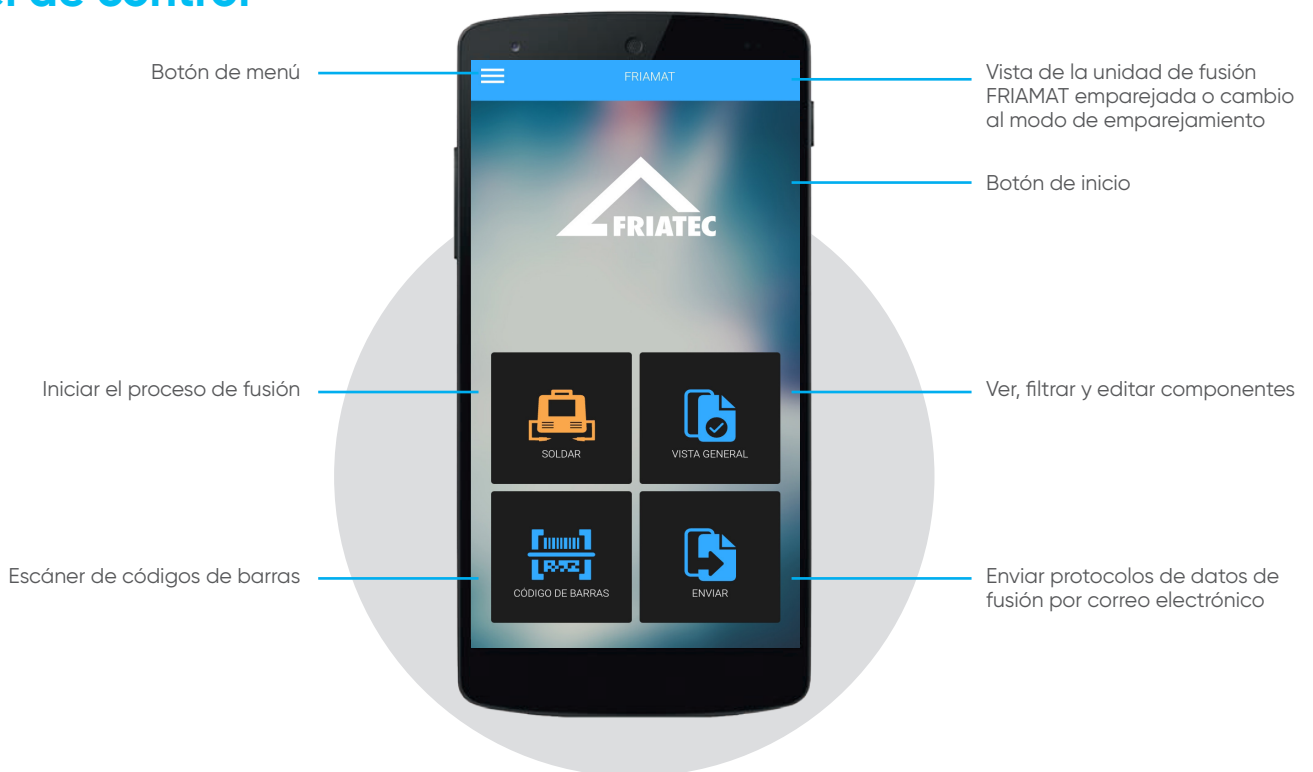 de control
Botón de menú
FRIAMAT
Vista de la unidad de fusión
FRIAMAT emparejada o cambio
al modo de emparejamiento
Botón de inicio
FRIATEC
Iniciar el proceso de fusión
SOLDAR
VISTA GENERAL
Ver, filtrar y editar componentes
Escáner de códigos de barras
CÓDIGO DE BARRAS
ENVIAR
Enviar protocolos de datos de
fusión por correo electrónico